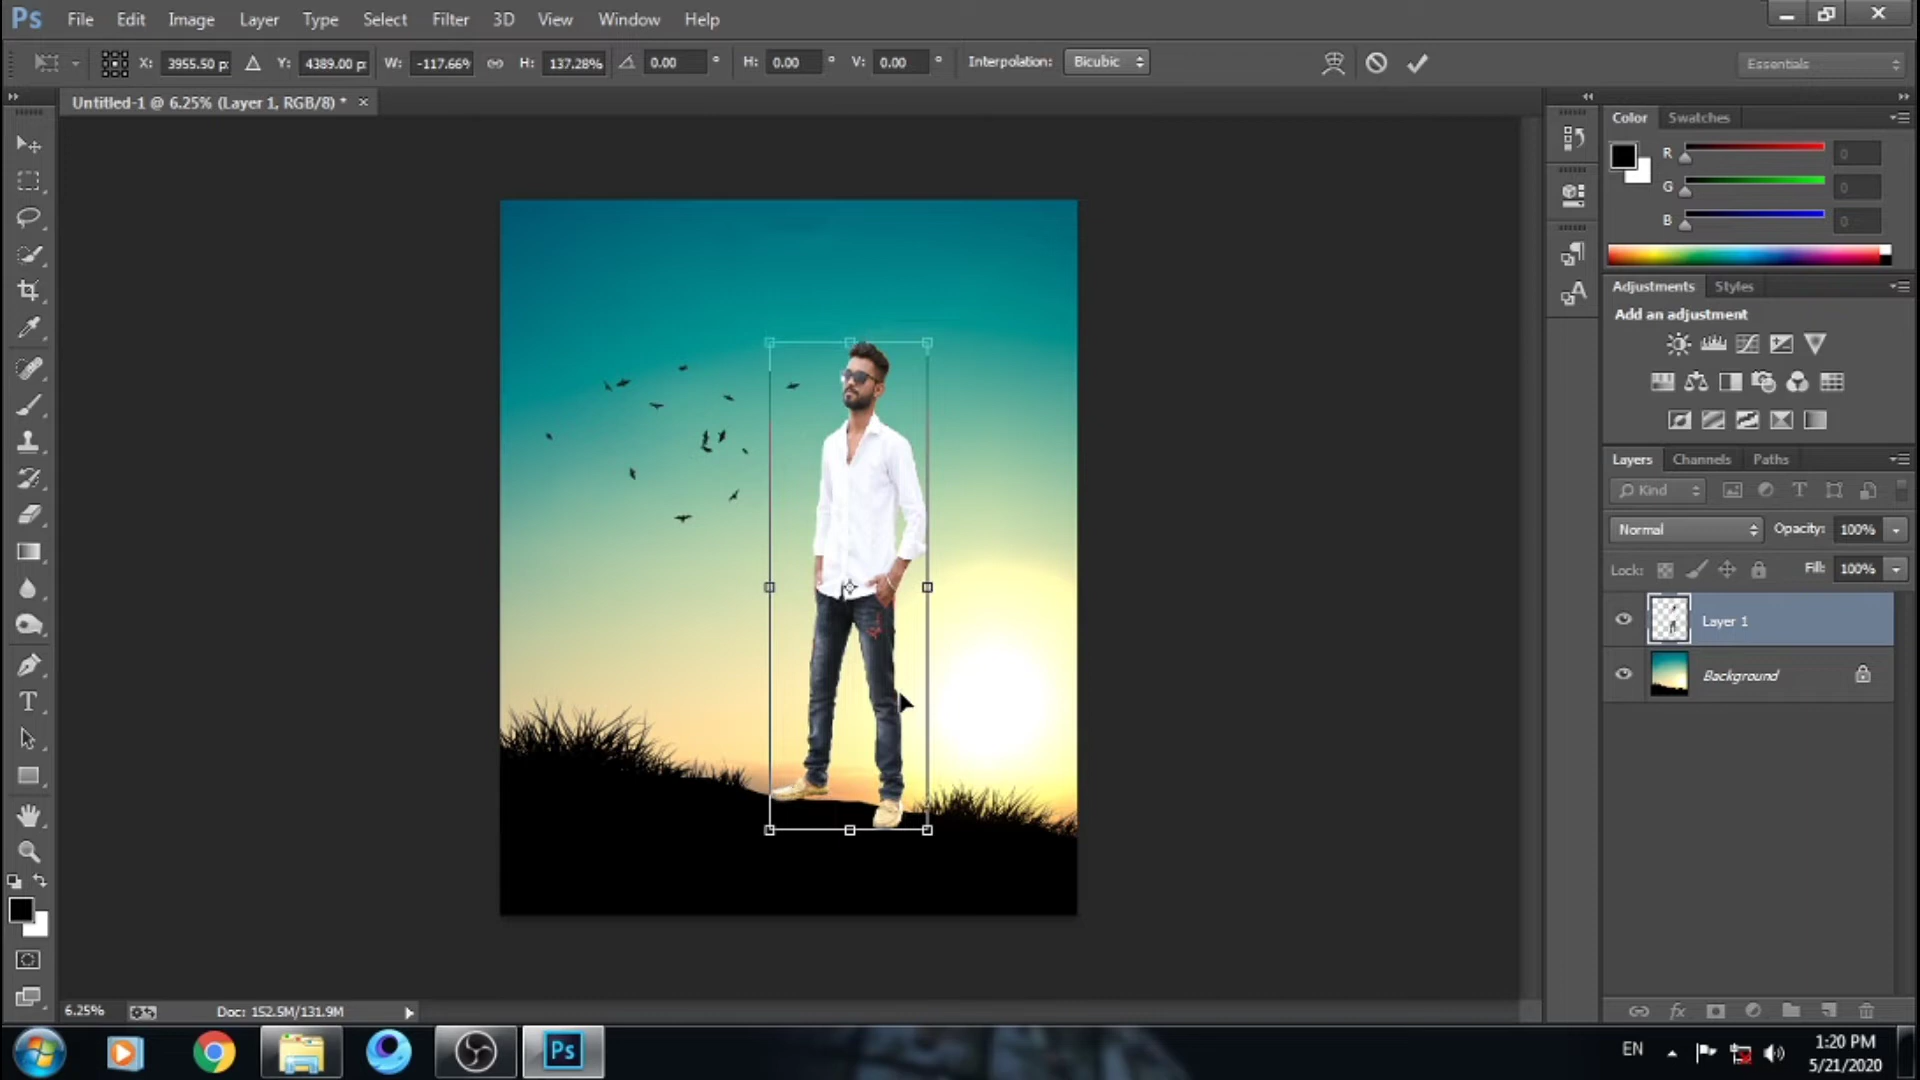 Ps File Edit Image Layer Type Select Filter 3D View Window Help
X: 3955.50 p: Y: 4389.00 p: W: -117.66% H: 137.28% 0.00 ° H: 0.00 ° V: 0.00 ° Interpolation: Bicubic Essentials
Untitled-1 @ 6.25% (Layer 1, RGB/8) * ×
Color Swatches
R 0
G 0
B 0
Adjustments Styles
Add an adjustment
Layers Channels Paths
Kind
Normal Opacity: 100%
Lock: Fill: 100%
Layer 1
Background
6.25% Doc: 152.5M/131.9M
Ps EN 1:20 PM
5/21/2020